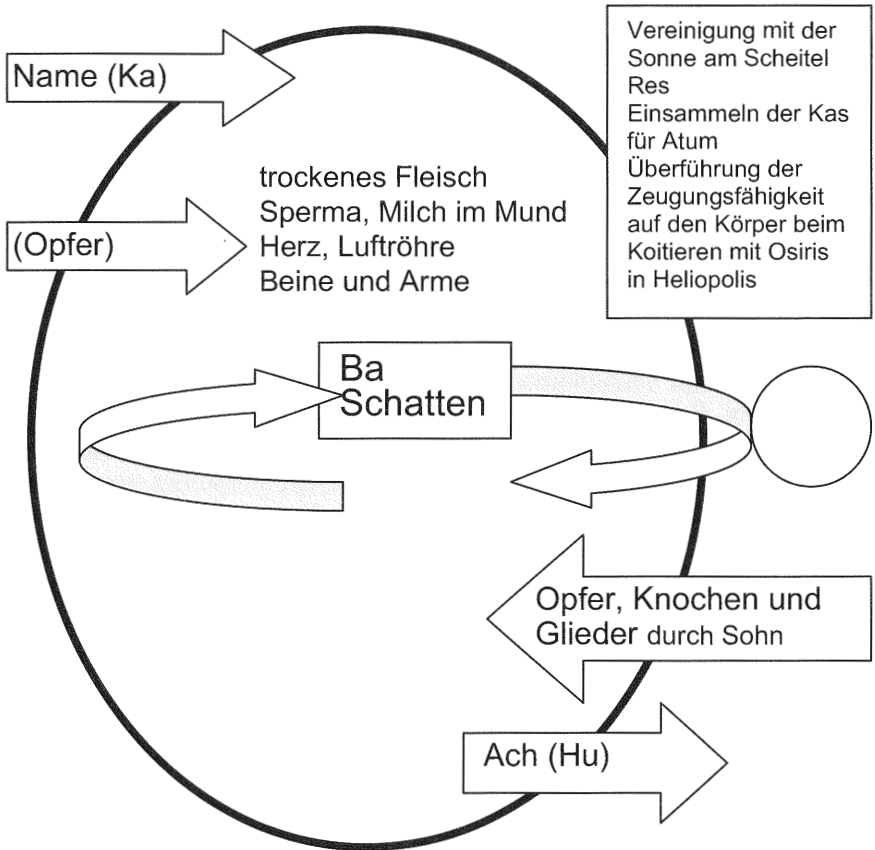 Name (Ka)
(Opfer)
trockenes Fleisch
Sperma, Milch im Mund
Herz, Luftröhre
Beine und Arme
Vereinigung mit der
Sonne am Scheitel
Res
Einsammeln der Kas
für Atum
Überführung der
Zeugungsfähigkeit
auf den Körper beim
Koitieren mit Osiris
in Heliopolis
Ba
Schatten
Opfer, Knochen und
Glieder durch Sohn
Ach (Hu)